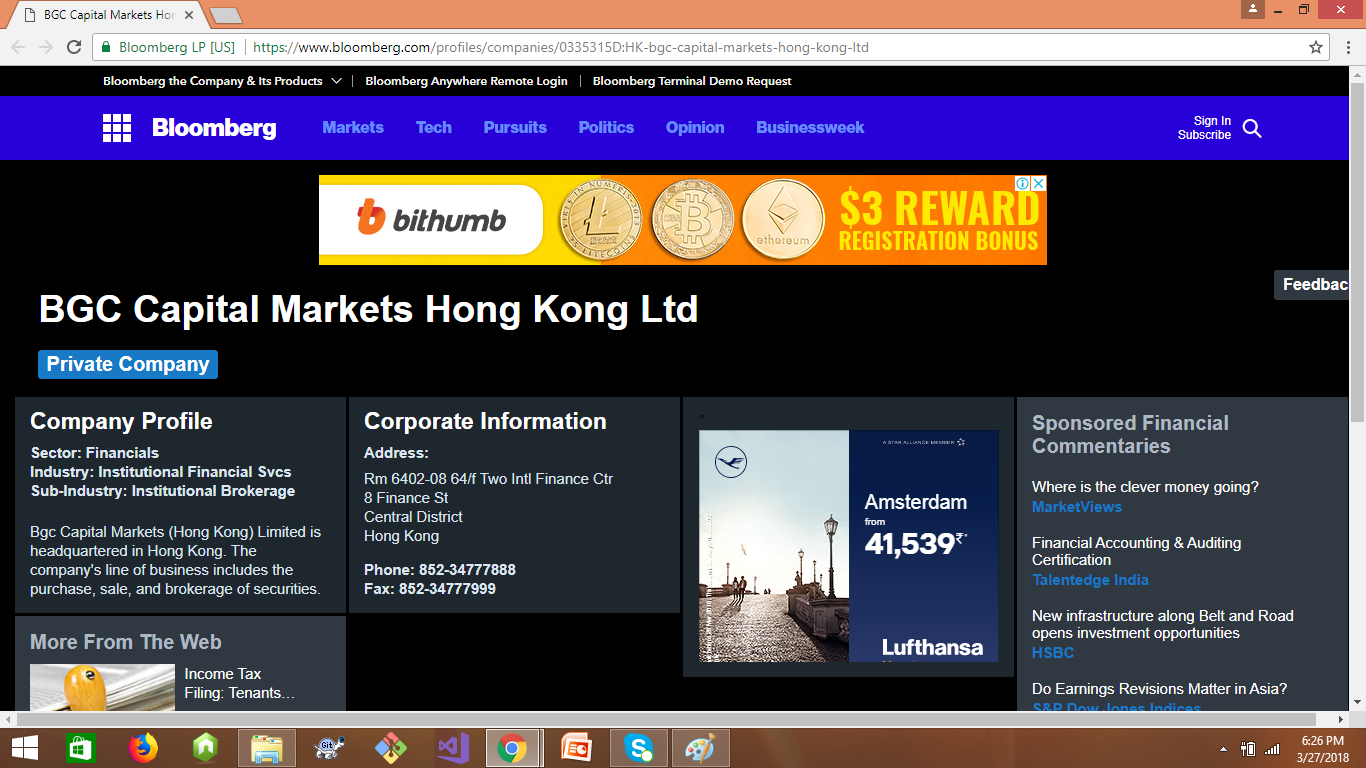 BGC Capital Markets Hor
Bloomberg LP [US]
https://www.bloomberg.com/profiles/companies/0335315D:HK-bgc-capital-markets-hong-kong-ltd
Bloomberg the Company & Its Products
Bloomberg Anywhere Remote Login
Bloomberg Terminal Demo Request
Bloomberg
Markets
Tech
Pursuits
Politics
Opinion
Businessweek
Sign In
Subscribe
bithumb
ethereum
$3 REWARD
REGISTRATION BONUS
Feedbac
BGC Capital Markets Hong Kong Ltd
Private Company
Company Profile
Sector: Financials
Industry: Institutional Financial Svcs
Sub-Industry: Institutional Brokerage
Bgc Capital Markets (Hong Kong) Limited is
headquartered in Hong Kong. The
company's line of business includes the
purchase, sale, and brokerage of securities.
More From The Web
Income Tax
Filing: Tenants…
Corporate Information
Address:
Rm 6402-08 64/f Two Intl Finance Ctr
8 Finance St
Central District
Hong Kong
Phone: 852-34777888
Fax: 852-34777999
"
A STAR ALLIANCE MEMBER
Amsterdam
from
41,539₹*
Lufthansa
Sponsored Financial
Commentaries
Where is the clever money going?
MarketViews
Financial Accounting & Auditing
Certification
Talentedge India
New infrastructure along Belt and Road
opens investment opportunities
HSBC
Do Earnings Revisions Matter in Asia?
S&P Dow Jones Indices
Git
6:26 PM
3/27/2018